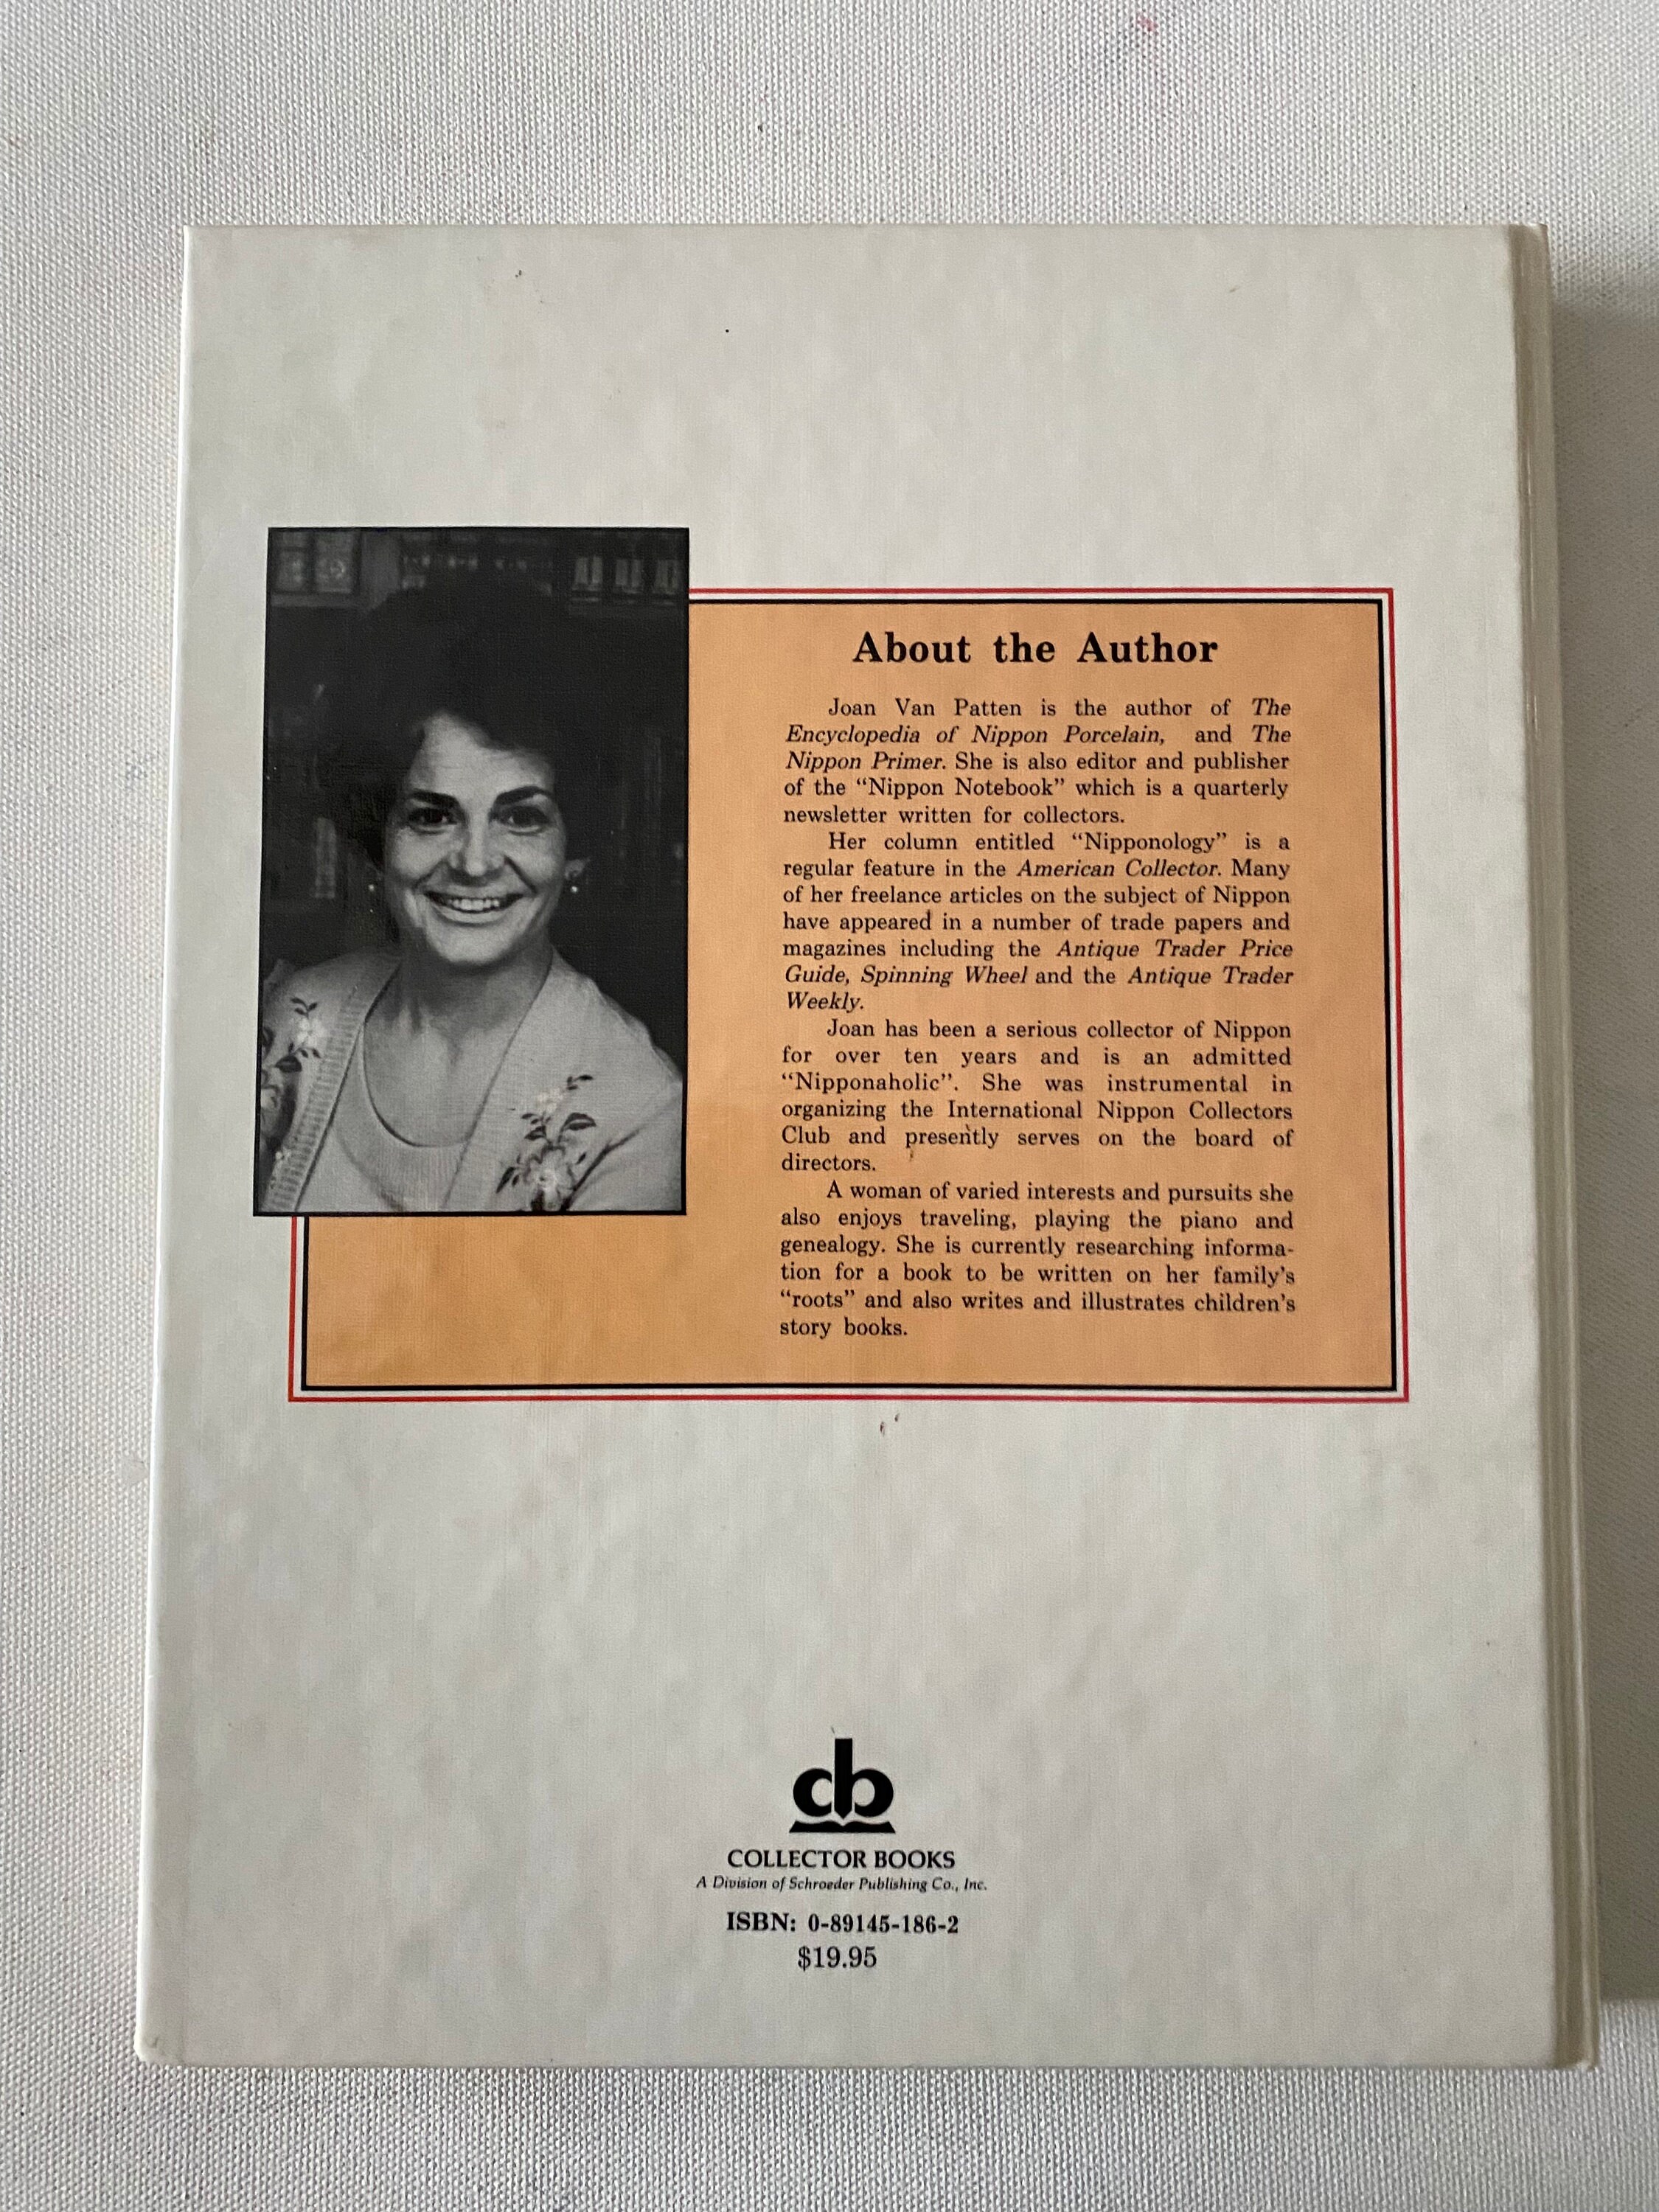 About the Author
Joan Van Patten is the author of The
Encyclopedia of Nippon Porcelain, and The
Nippon Primer. She is also editor and publisher
of the “Nippon Notebook” which is a quarterly
newsletter written for collectors.
Her column entitled “Nipponology” is a
regular feature in the American Collector. Many
of her freelance articles on the subject of Nippon
have appeared in a number of trade papers and
magazines including the Antique Trader Price
Guide, Spinning Wheel and the Antique Trader
Weekly.
Joan has been a serious collector of Nippon
for over ten years and is an admitted
“Nipponaholic”. She was instrumental in
organizing the International Nippon Collectors
Club and presently serves on the board of
directors.
A woman of varied interests and pursuits she
also enjoys traveling, playing the piano and
genealogy. She is currently researching informa-
tion for a book to be written on her family’s
“roots” and also writes and illustrates children’s
story books.
cb
COLLECTOR BOOKS
A Division of Schroeder Publishing Co., Inc.
ISBN: 0-89145-186-2
$19.95